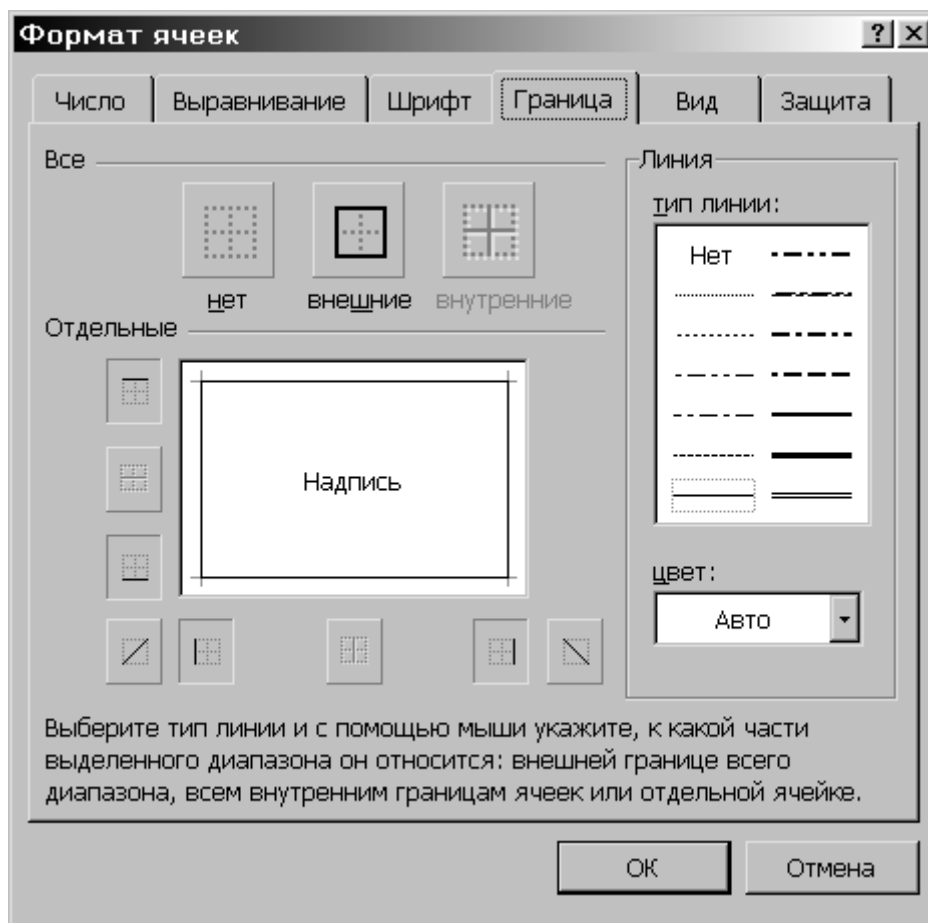 Формат ячеек
Число Выравнивание Шрифт Граница Вид Защита
Все
нет внешние внутренние
Отдельные
Надпись
Линия
тип линии:
Нет
цвет:
Авто
Выберите тип линии и с помощью мыши укажите, к какой части
выделенного диапазона он относится: внешней границе всего
диапазона, всем внутренним границам ячеек или отдельной ячейке.
ОК Отмена